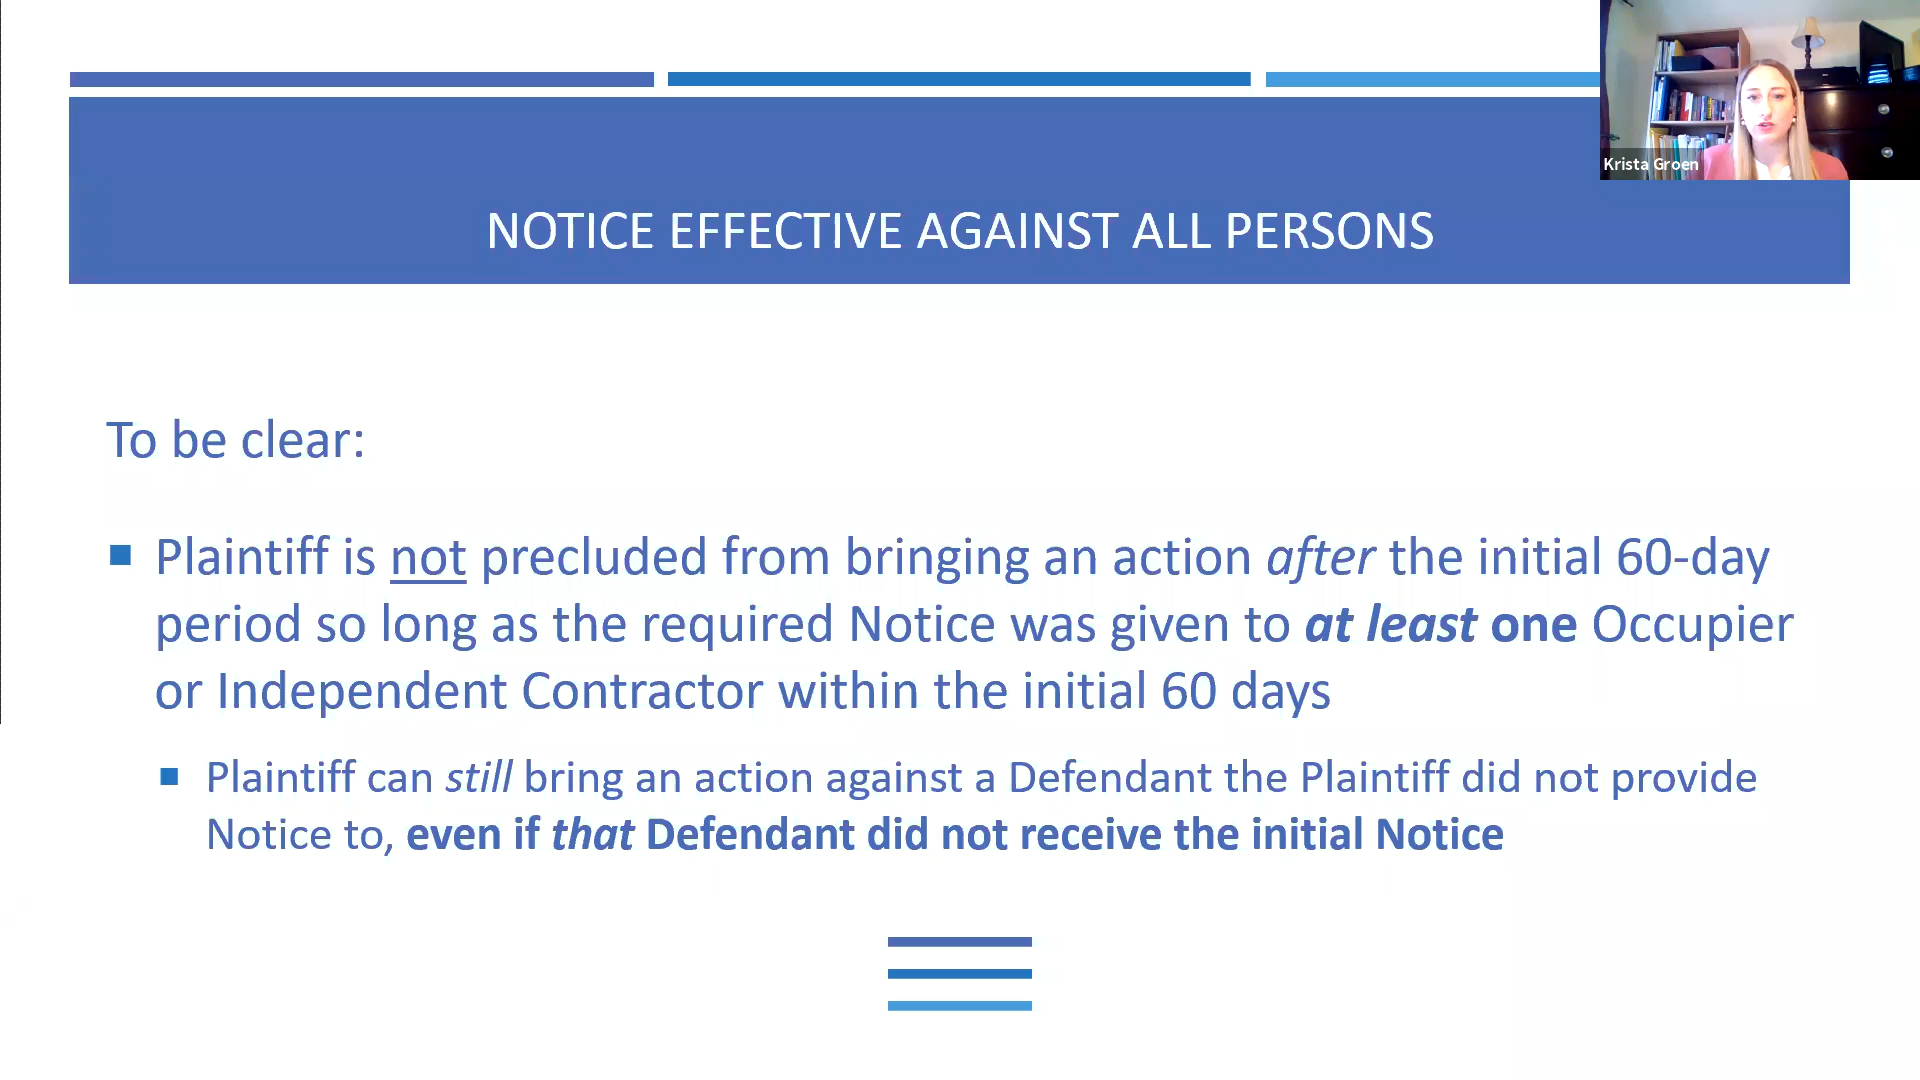 Krista Groen
NOTICE EFFECTIVE AGAINST ALL PERSONS
To be clear:
Plaintiff is not precluded from bringing an action after the initial 60-day
period so long as the required Notice was given to at least one Occupier
or Independent Contractor within the initial 60 days
Plaintiff can still bring an action against a Defendant the Plaintiff did not provide
Notice to, even if that Defendant did not receive the initial Notice